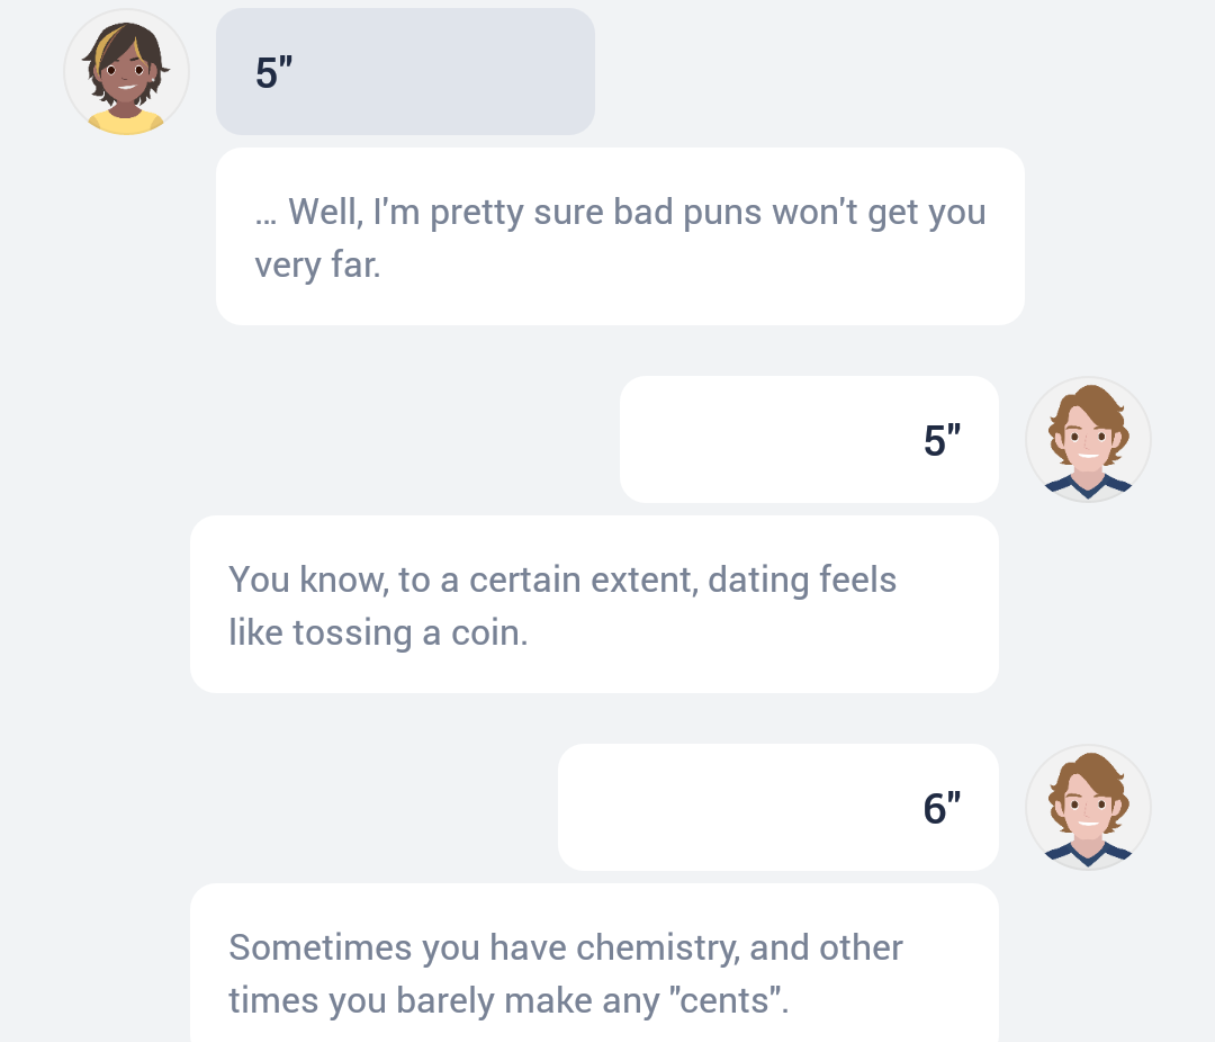 5"
… Well, I'm pretty sure bad puns won't get you
very far.
5"
You know, to a certain extent, dating feels
like tossing a coin.
6"
Sometimes you have chemistry, and other
times you barely make any "cents".